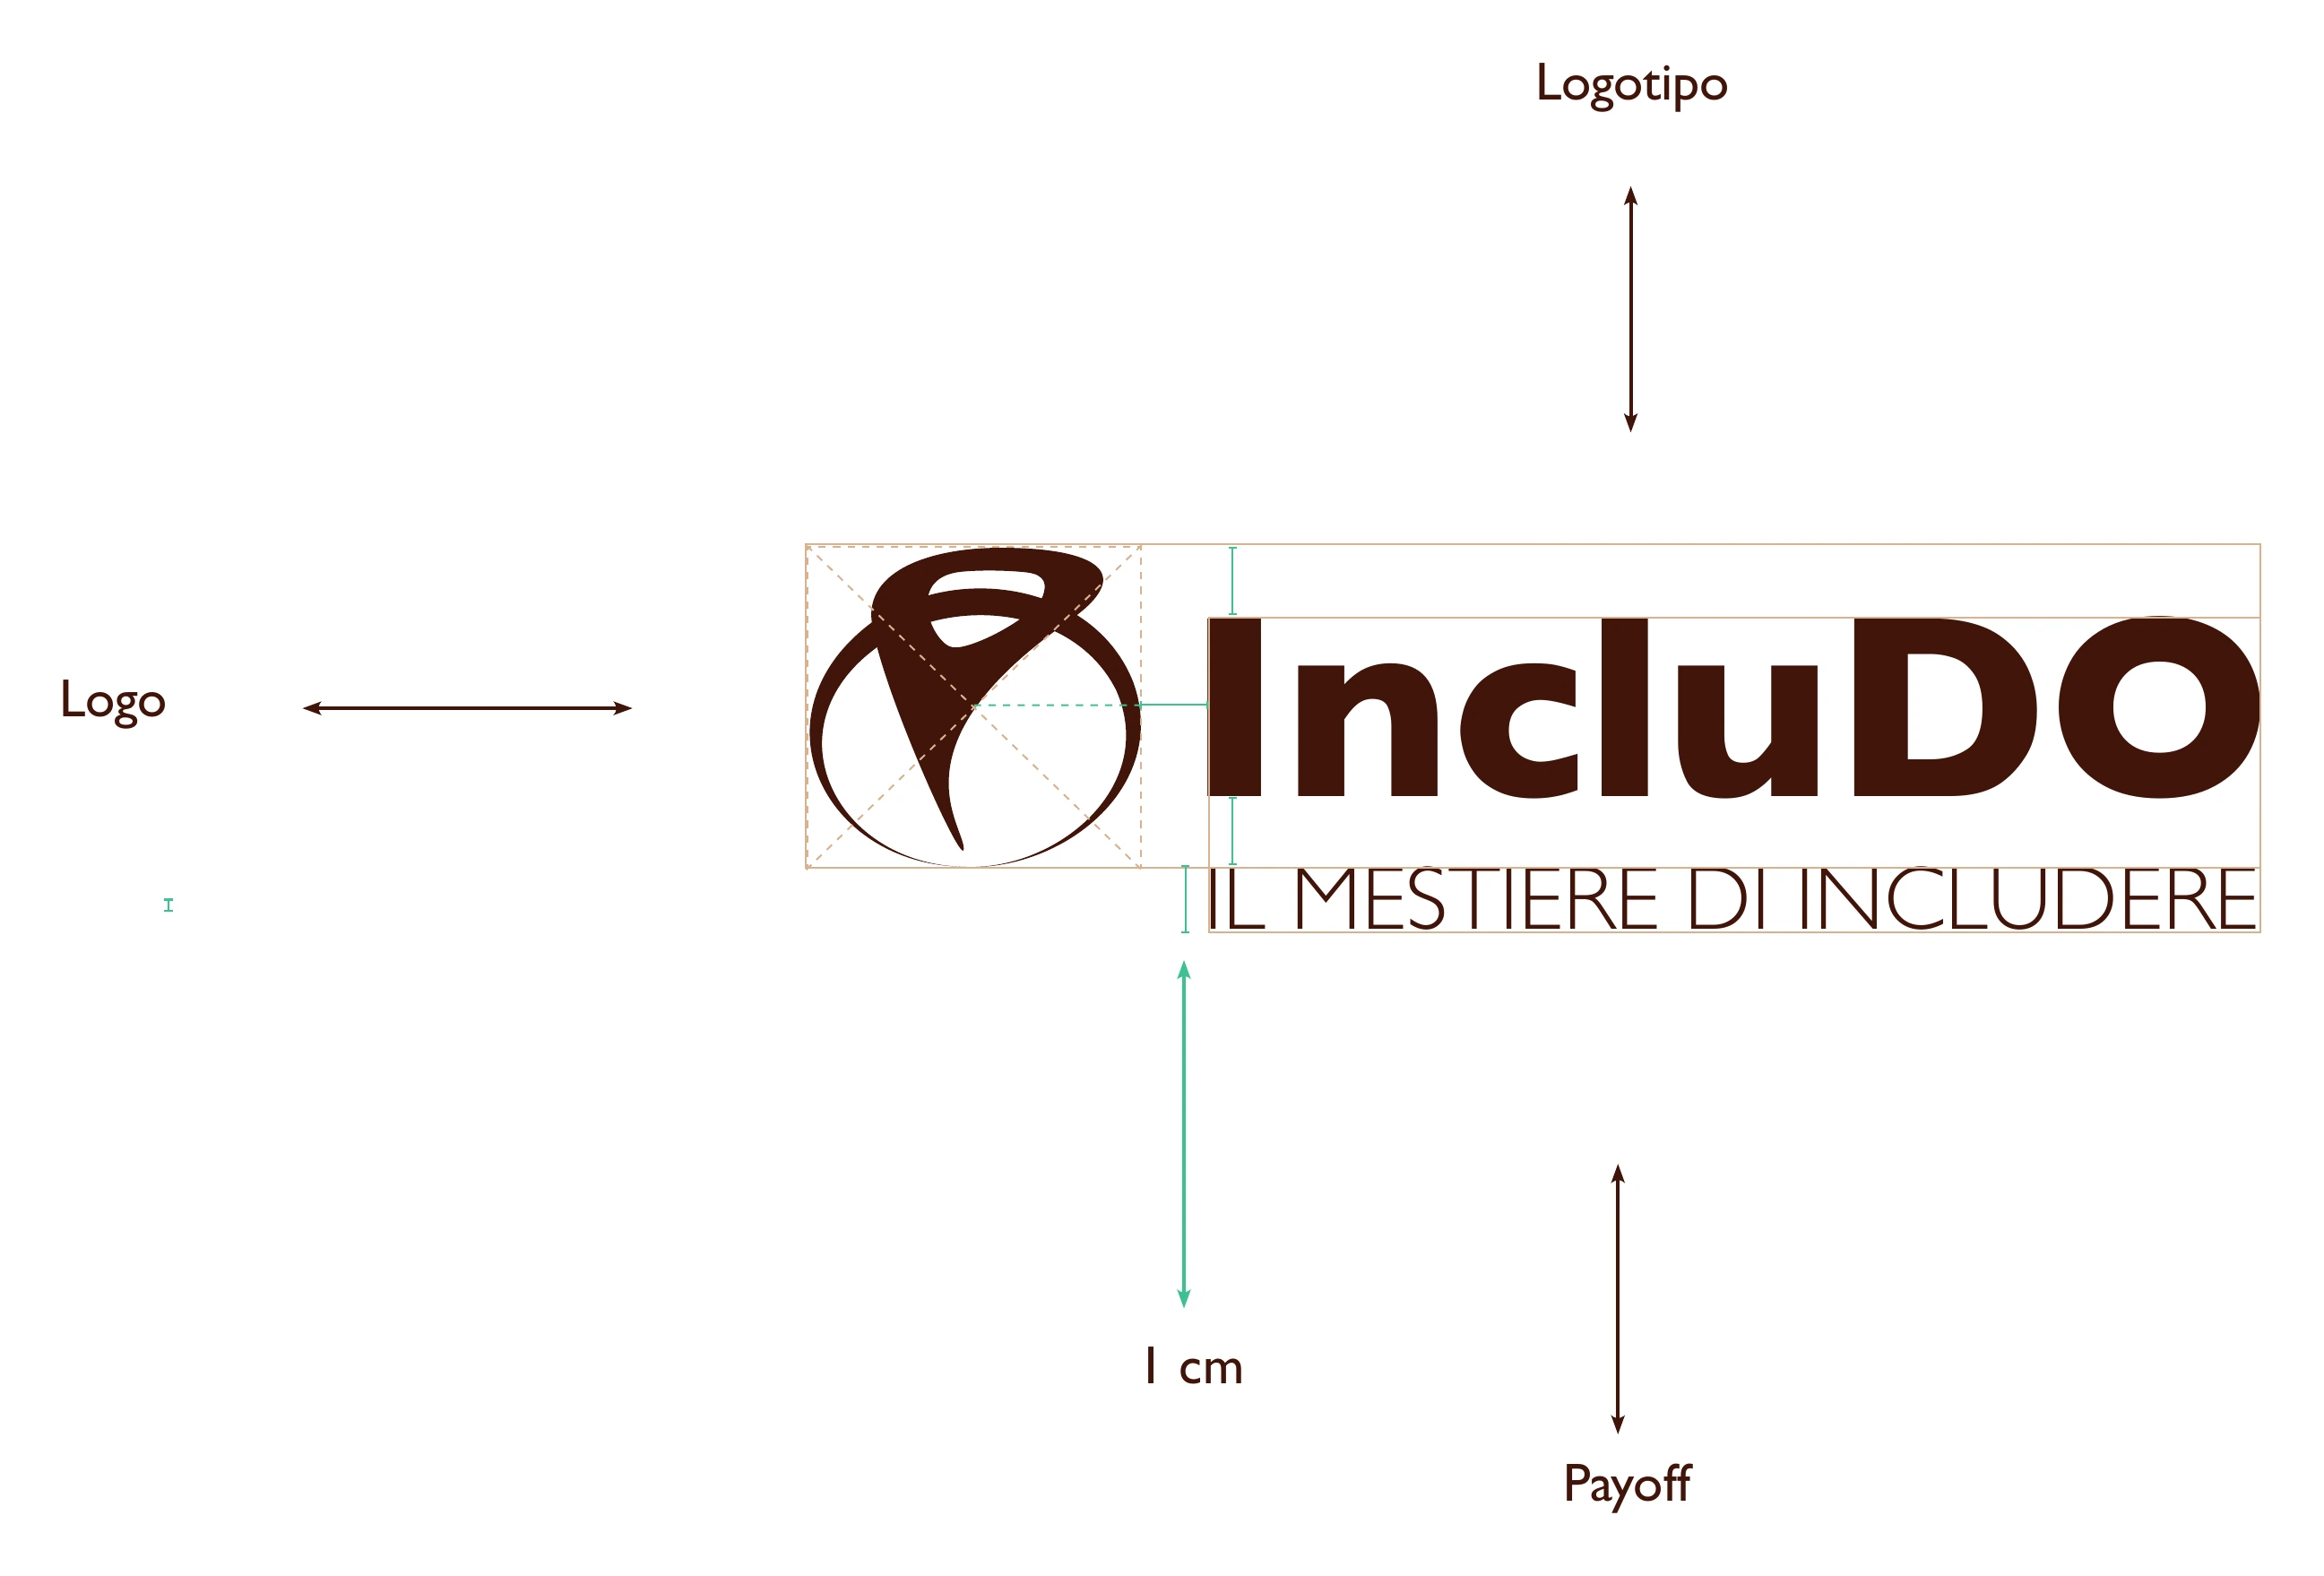 Logotipo
Logo
IncluDO
IL MESTIERE DI INCLUDERE
1 cm
Payoff